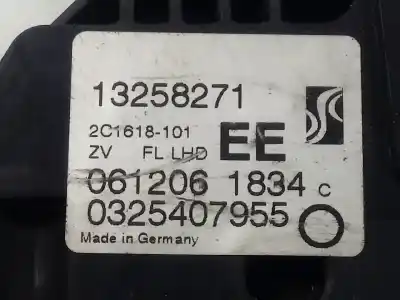 13258271
2C1618-101
ZV FL LHD EE
061206 1834 C
0325407955
Made in Germany